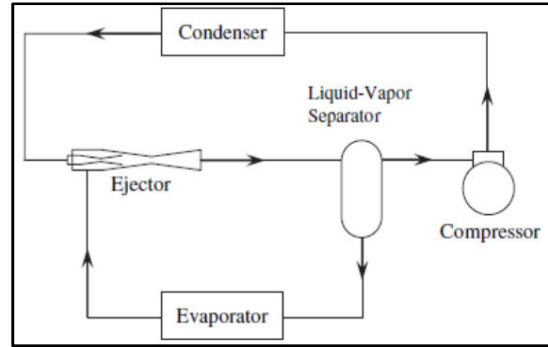 Condenser
Liquid-Vapor
Separator
Ejector
Compressor
Evaporator